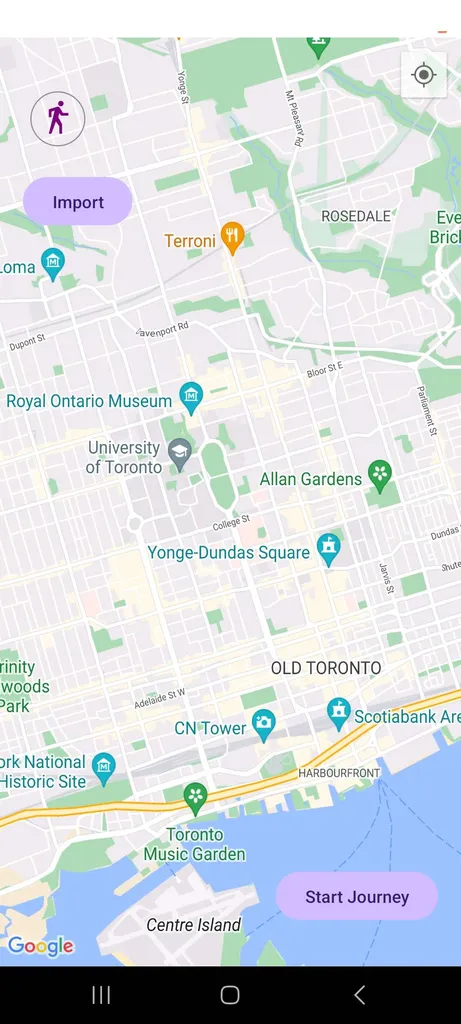 Yonge St
Mt Pleasant Rd
Import
ROSEDALE
Terroni
Eve
Brick
Loma
Dupont St
Davenport Rd
Bloor St E
Parliament St
Royal Ontario Museum
University
of Toronto
Allan Gardens
College St
Dundas S
Yonge-Dundas Square
Shute
Jarvis St
rinity
woods
Park
OLD TORONTO
Adelaide St W
CN Tower
Scotiabank Are
ork National
Historic Site
HARBOURFRONT
Toronto
Music Garden
Start Journey
Centre Island
Google